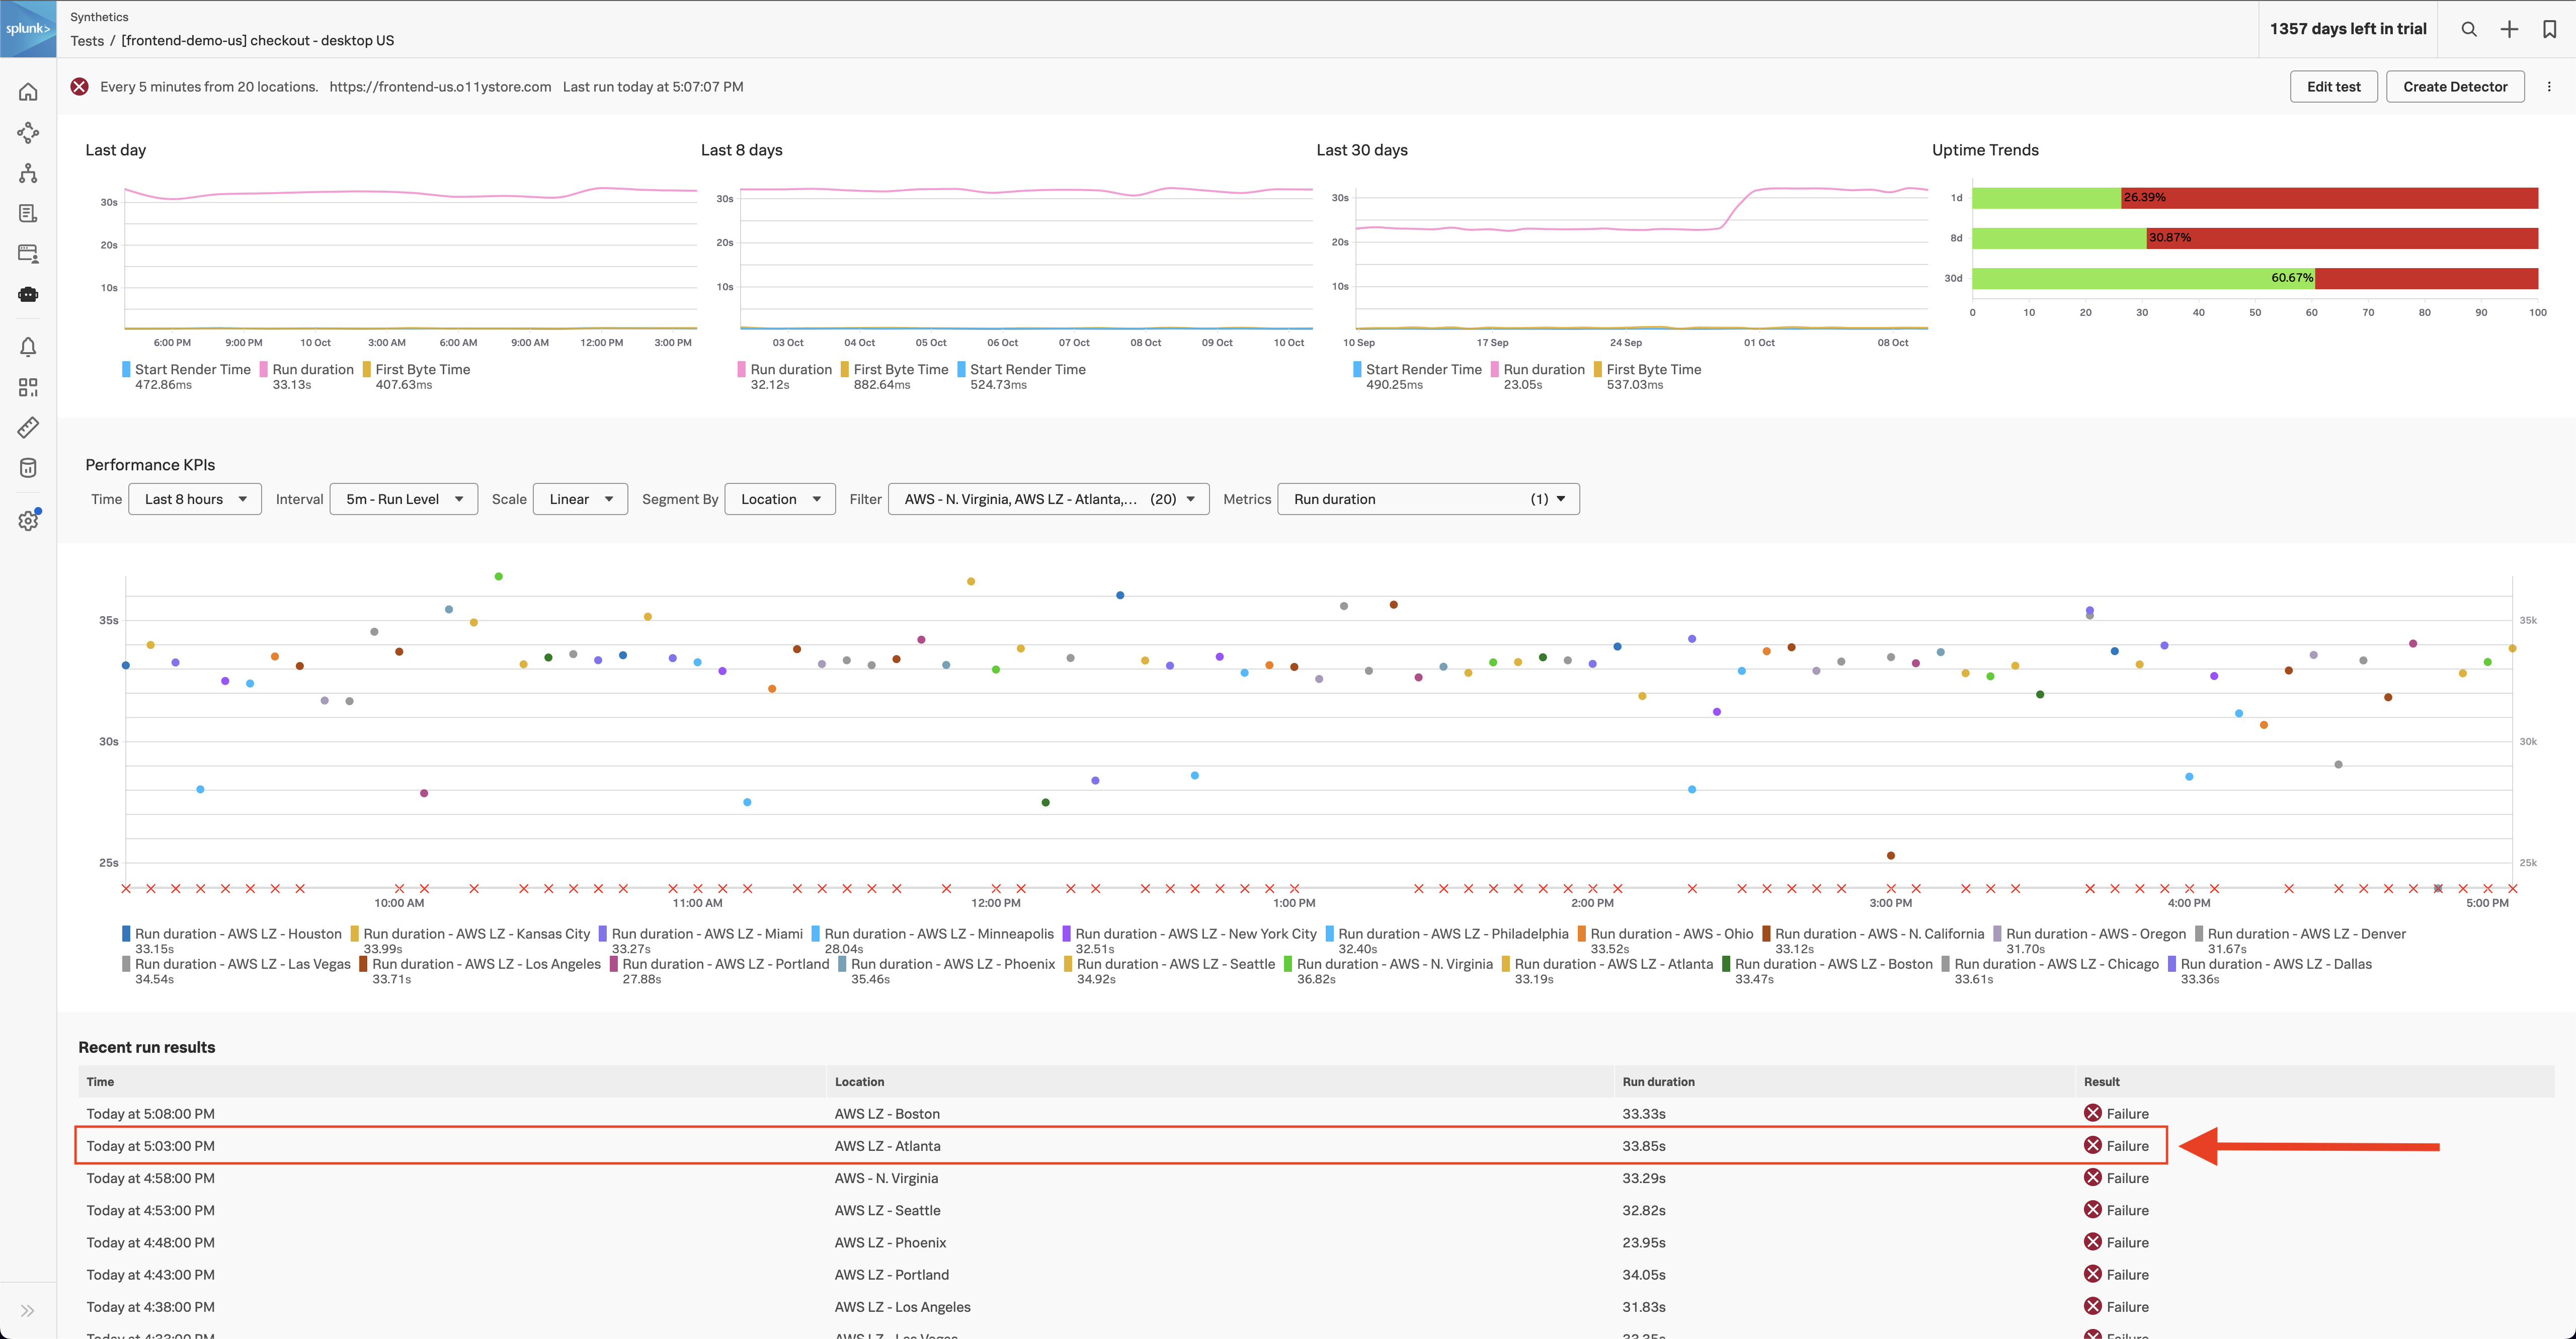 splunk>
Synthetics
Tests / [frontend-demo-us] checkout - desktop US
1357 days left in trial
Every 5 minutes from 20 locations. https://frontend-us.o11ystore.com Last run today at 5:07:07 PM
Edit test
Create Detector
Last day
30s
20s
10s
6:00 PM 9:00 PM 10 Oct 3:00 AM 6:00 AM 9:00 AM 12:00 PM 3:00 PM
Start Render Time Run duration First Byte Time
472.86ms 33.13s 407.63ms
Last 8 days
30s
20s
10s
03 Oct 04 Oct 05 Oct 06 Oct 07 Oct 08 Oct 09 Oct 10 Oct
Run duration First Byte Time Start Render Time
32.12s 882.64ms 524.73ms
Last 30 days
30s
20s
10s
10 Sep 17 Sep 24 Sep 01 Oct 08 Oct
Start Render Time Run duration First Byte Time
490.25ms 23.05s 537.03ms
Uptime Trends
1d 26.39%
8d 30.87%
30d 60.67%
0 10 20 30 40 50 60 70 80 90 100
Performance KPIs
Time Last 8 hours Interval 5m - Run Level Scale Linear Segment By Location Filter AWS - N. Virginia, AWS LZ - Atlanta,... (20) Metrics Run duration (1)
35s 35k
30s 30k
25s 25k
10:00 AM 11:00 AM 12:00 PM 1:00 PM 2:00 PM 3:00 PM 4:00 PM 5:00 PM
Run duration - AWS LZ - Houston Run duration - AWS LZ - Kansas City Run duration - AWS LZ - Miami Run duration - AWS LZ - Minneapolis Run duration - AWS LZ - New York City Run duration - AWS LZ - Philadelphia Run duration - AWS - Ohio Run duration - AWS - N. California Run duration - AWS - Oregon Run duration - AWS LZ - Denver
33.15s 33.99s 33.27s 28.04s 32.51s 32.40s 33.52s 33.12s 31.70s 31.67s
Run duration - AWS LZ - Las Vegas Run duration - AWS LZ - Los Angeles Run duration - AWS LZ - Portland Run duration - AWS LZ - Phoenix Run duration - AWS LZ - Seattle Run duration - AWS - N. Virginia Run duration - AWS LZ - Atlanta Run duration - AWS LZ - Boston Run duration - AWS LZ - Chicago Run duration - AWS LZ - Dallas
34.54s 33.71s 27.88s 35.46s 34.92s 36.82s 33.19s 33.47s 33.61s 33.36s
Recent run results
Time Location Run duration Result
Today at 5:08:00 PM AWS LZ - Boston 33.33s Failure
Today at 5:03:00 PM AWS LZ - Atlanta 33.85s Failure
Today at 4:58:00 PM AWS - N. Virginia 33.29s Failure
Today at 4:53:00 PM AWS LZ - Seattle 32.82s Failure
Today at 4:48:00 PM AWS LZ - Phoenix 23.95s Failure
Today at 4:43:00 PM AWS LZ - Portland 34.05s Failure
Today at 4:38:00 PM AWS LZ - Los Angeles 31.83s Failure